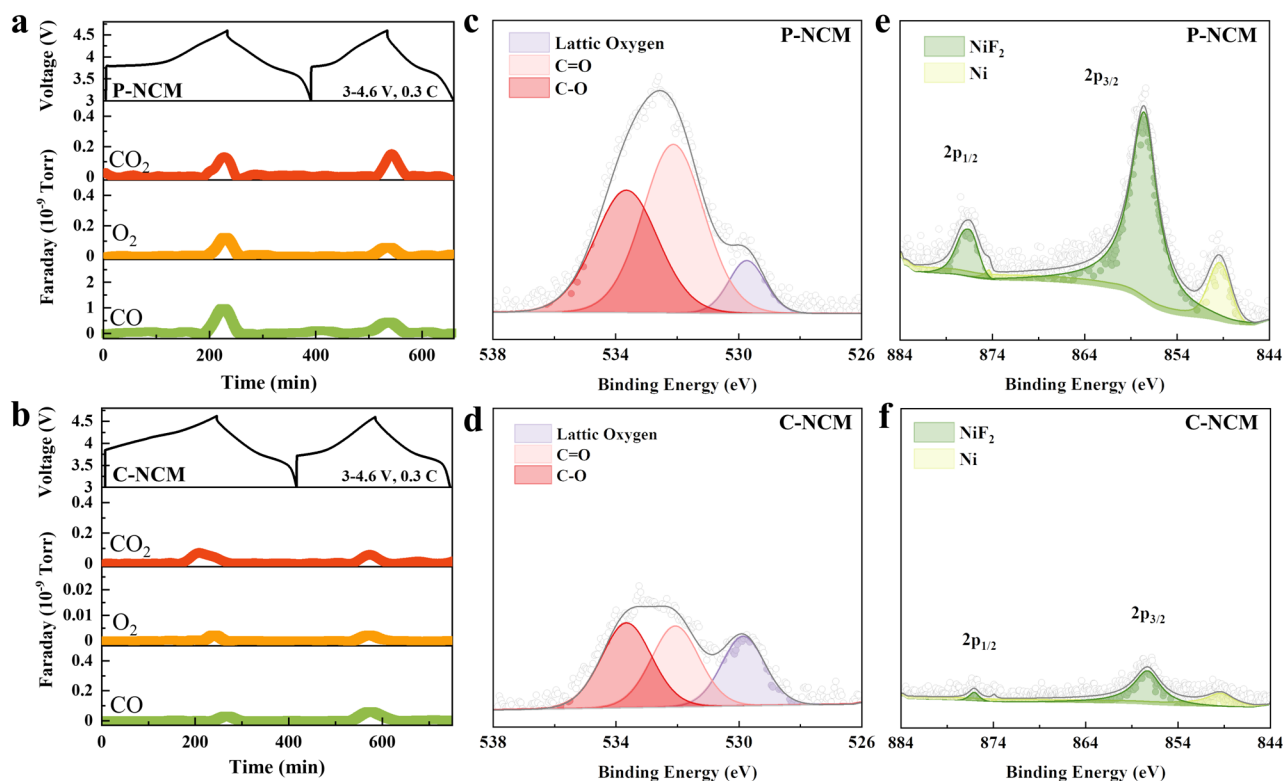 a
Voltage (V)
4.5
4
3.5
3
P-NCM
3-4.6 V, 0.3 C
Faraday (10⁻⁹ Torr)
0.4
0.2
0
CO₂
0.4
0.2
0
O₂
2
1
0
CO
0 200 400 600
Time (min)
b
Voltage (V)
4.5
4
3.5
3
C-NCM
3-4.6 V, 0.3 C
Faraday (10⁻⁹ Torr)
0.4
0.2
0
CO₂
0.02
0.01
0
O₂
0.4
0.2
0
CO
0 200 400 600
Time (min)
c
P-NCM
Lattic Oxygen
C=O
C-O
538 534 530 526
Binding Energy (eV)
d
C-NCM
Lattic Oxygen
C=O
C-O
538 534 530 526
Binding Energy (eV)
e
P-NCM
NiF₂
Ni
2p₃/₂
2p₁/₂
884 874 864 854 844
Binding Energy (eV)
f
C-NCM
NiF₂
Ni
2p₃/₂
2p₁/₂
884 874 864 854 844
Binding Energy (eV)